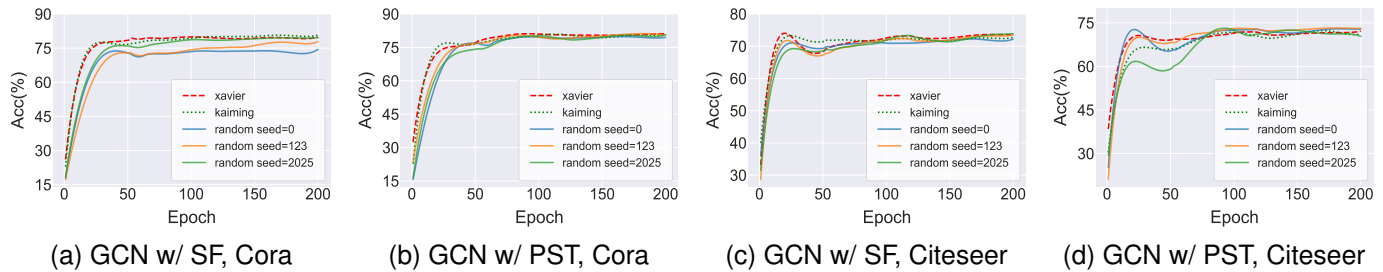 90
75
60
45
30
15
Acc(%)
xavier
kaiming
random seed=0
random seed=123
random seed=2025
0 50 100 150 200
Epoch
(a) GCN w/ SF, Cora
90
75
60
45
30
15
Acc(%)
xavier
kaiming
random seed=0
random seed=123
random seed=2025
0 50 100 150 200
Epoch
(b) GCN w/ PST, Cora
80
70
60
50
40
30
Acc(%)
xavier
kaiming
random seed=0
random seed=123
random seed=2025
0 50 100 150 200
Epoch
(c) GCN w/ SF, Citeseer
75
60
45
30
Acc(%)
xavier
kaiming
random seed=0
random seed=123
random seed=2025
0 50 100 150 200
Epoch
(d) GCN w/ PST, Citeseer